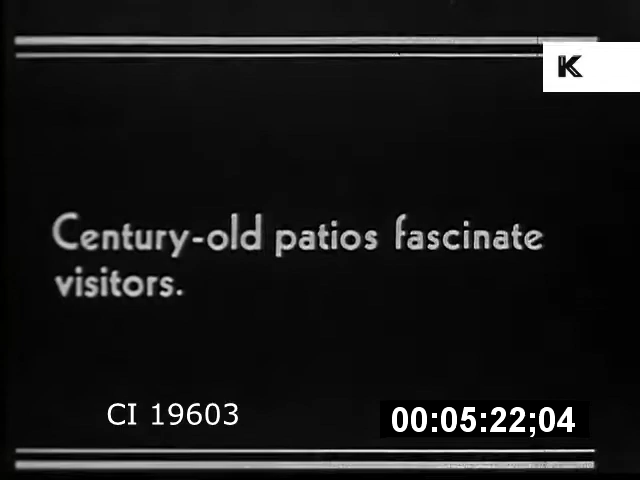 K
Century-old patios fascinate
visitors.
CI 19603
00:05:22;04